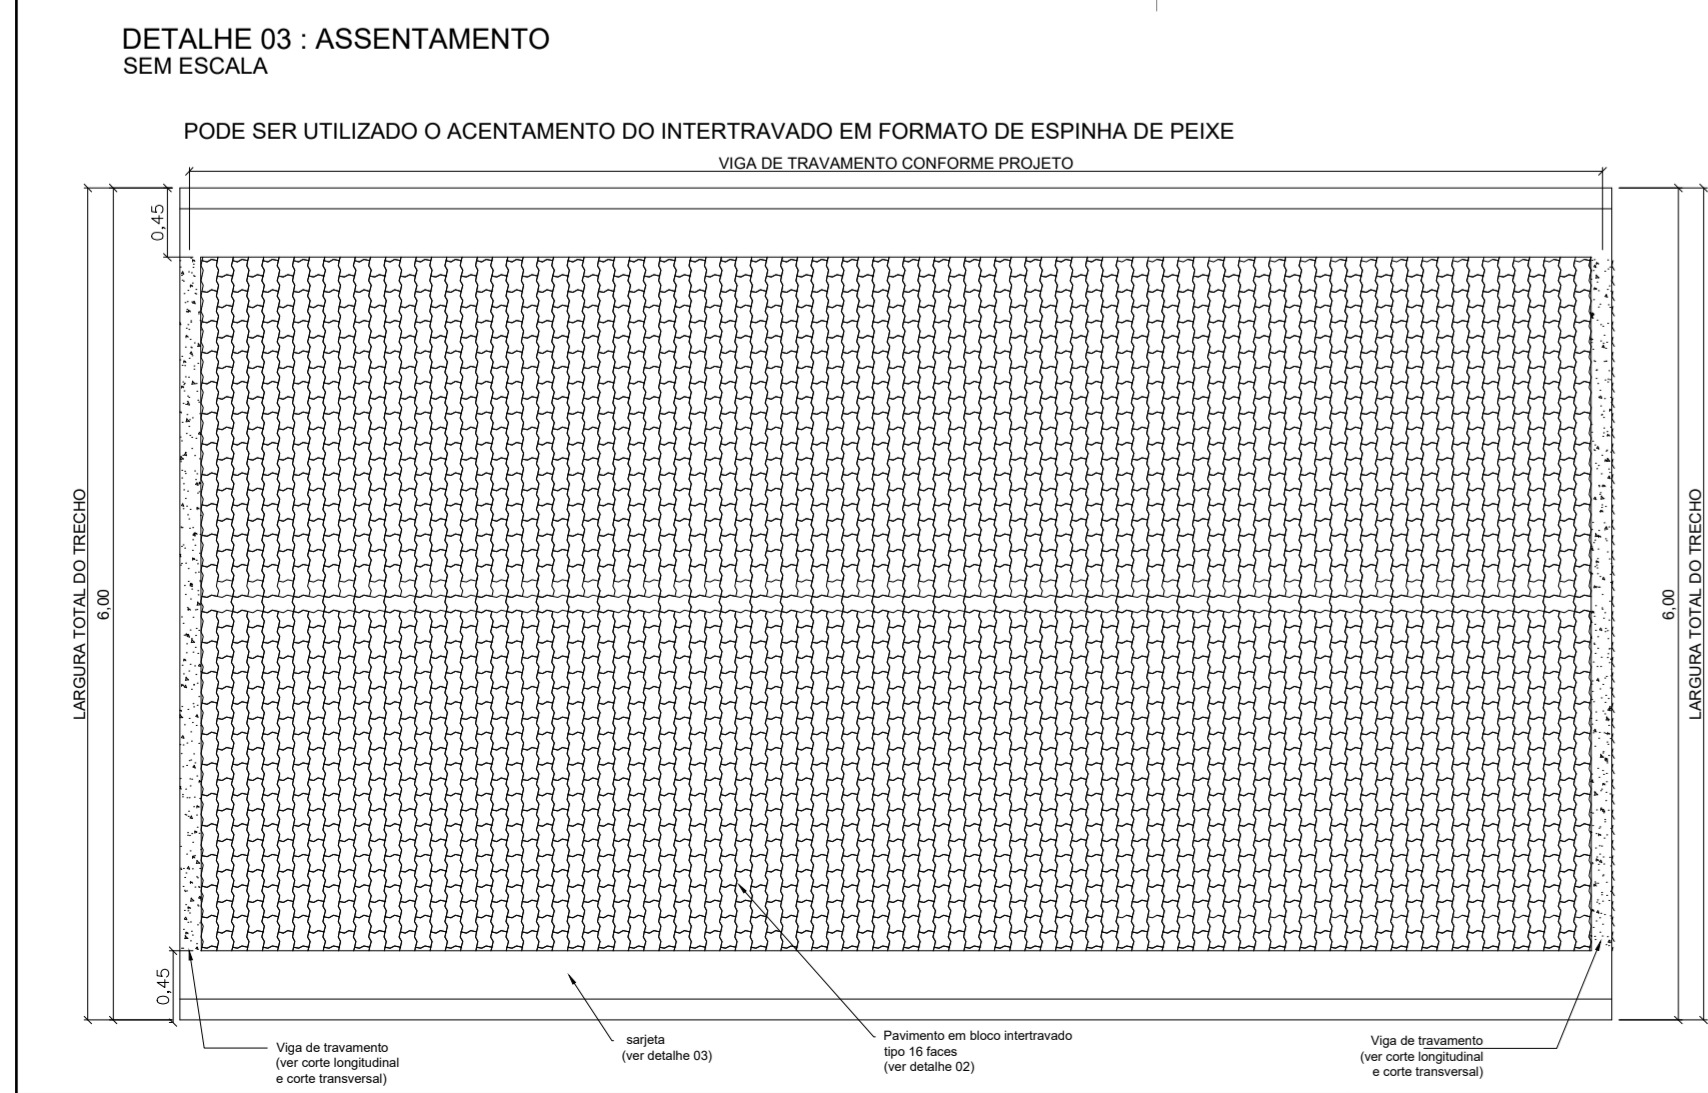 DETALHE 03 : ASSENTAMENTO
SEM ESCALA
PODE SER UTILIZADO O ACENTAMENTO DO INTERTRAVADO EM FORMATO DE ESPINHA DE PEIXE
VIGA DE TRAVAMENTO CONFORME PROJETO
0,45
LARGURA TOTAL DO TRECHO
6,00
6,00
LARGURA TOTAL DO TRECHO
0,45
Viga de travamento
(ver corte longitudinal
e corte transversal)
sarjeta
(ver detalhe 03)
Pavimento em bloco intertravado
tipo 16 faces
(ver detalhe 02)
Viga de travamento
(ver corte longitudinal
e corte transversal)